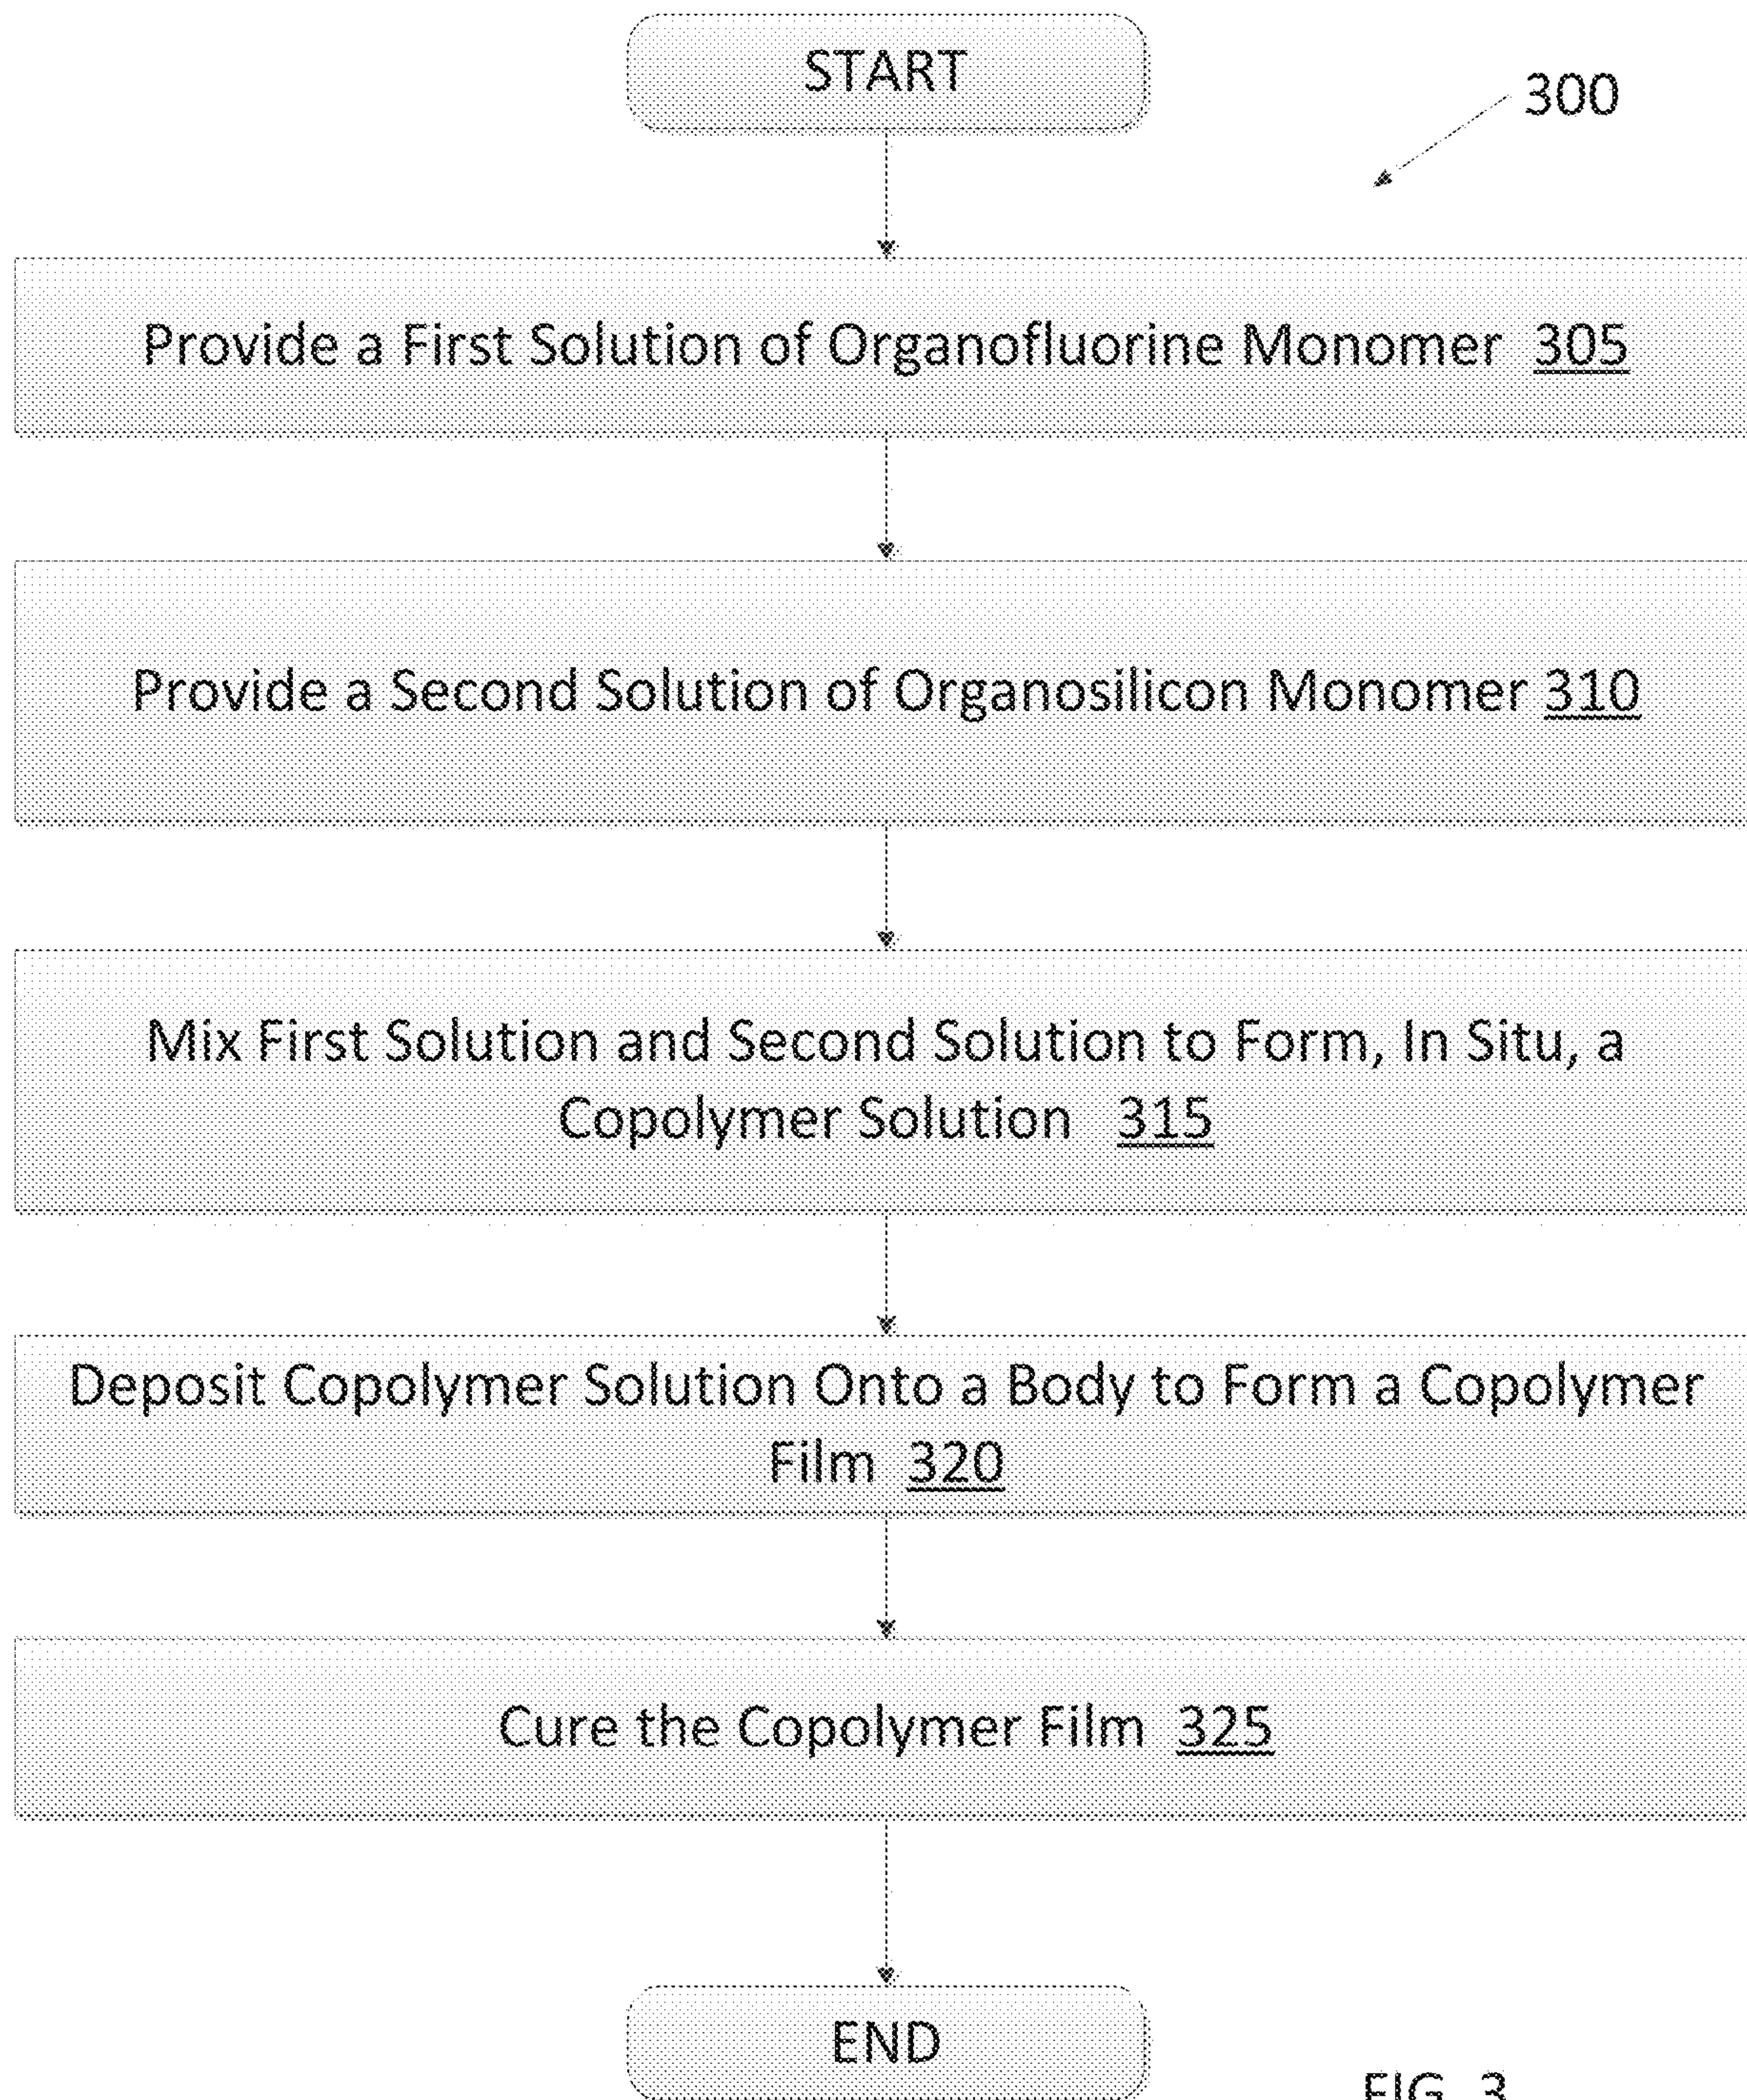 START
300
Provide a First Solution of Organofluorine Monomer 305
Provide a Second Solution of Organosilicon Monomer 310
Mix First Solution and Second Solution to Form, In Situ, a
Copolymer Solution 315
Deposit Copolymer Solution Onto a Body to Form a Copolymer
Film 320
Cure the Copolymer Film 325
END
FIG. 3